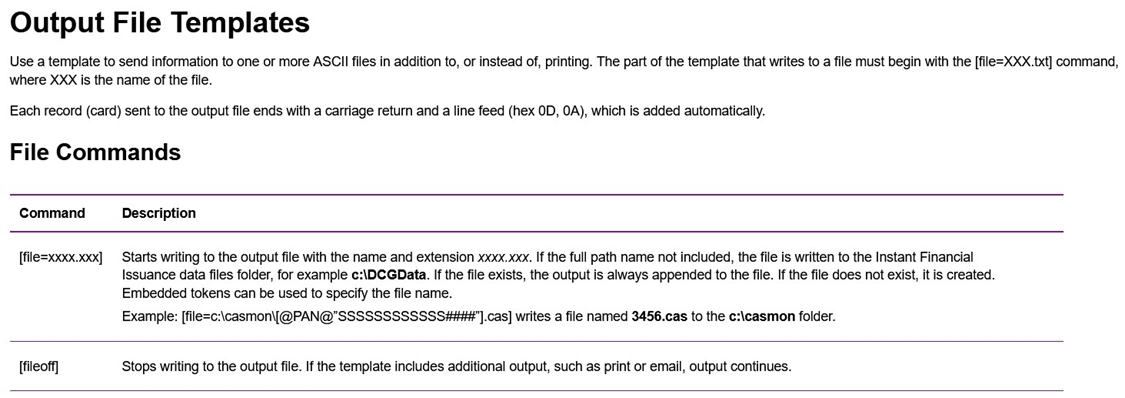 Output File Templates
Use a template to send information to one or more ASCII files in addition to, or instead of, printing. The part of the template that writes to a file must begin with the [file=XXX.txt] command,
where XXX is the name of the file.
Each record (card) sent to the output file ends with a carriage return and a line feed (hex 0D, 0A), which is added automatically.
File Commands
Command Description
[file=xxxx.xxx] Starts writing to the output file with the name and extension xxxx.xxx. If the full path name not included, the file is written to the Instant Financial
Issuance data files folder, for example c:\DCGData. If the file exists, the output is always appended to the file. If the file does not exist, it is created.
Embedded tokens can be used to specify the file name.
Example: [file=c:\casmon\[@PAN@”SSSSSSSSSSSS####”].cas] writes a file named 3456.cas to the c:\casmon folder.
[fileoff] Stops writing to the output file. If the template includes additional output, such as print or email, output continues.